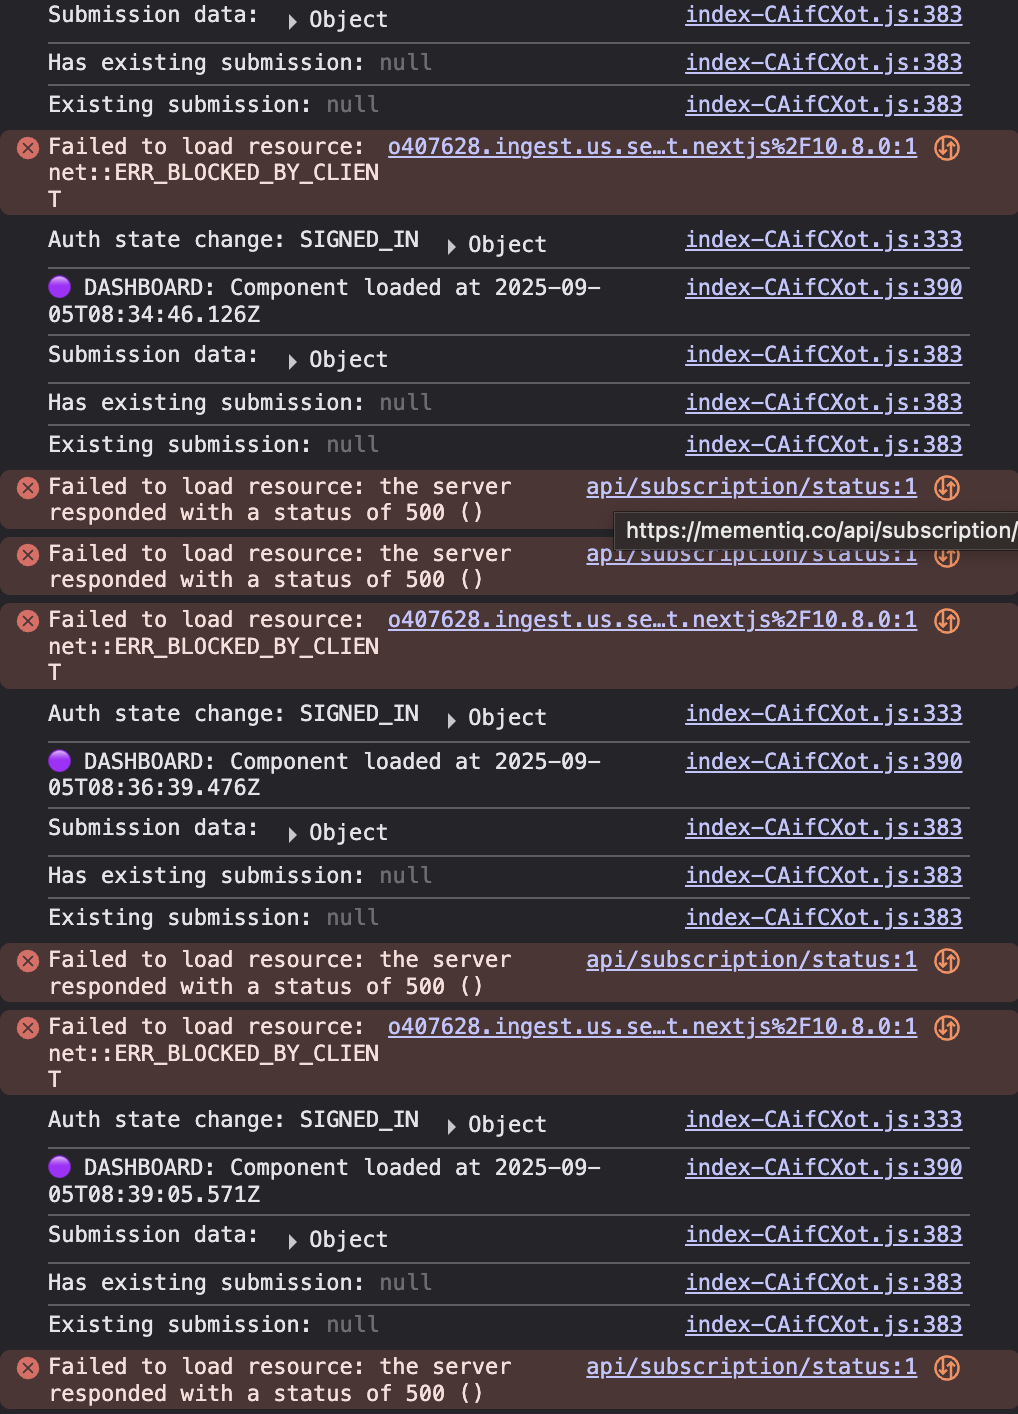 Submission data: ▶ Object index-CAifCXot.js:383
Has existing submission: null index-CAifCXot.js:383
Existing submission: null index-CAifCXot.js:383
Failed to load resource: o407628.ingest.us.se…t.nextjs%2F10.8.0:1
net::ERR_BLOCKED_BY_CLIEN
T
Auth state change: SIGNED_IN ▶ Object index-CAifCXot.js:333
🟣 DASHBOARD: Component loaded at 2025-09- index-CAifCXot.js:390
05T08:34:46.126Z
Submission data: ▶ Object index-CAifCXot.js:383
Has existing submission: null index-CAifCXot.js:383
Existing submission: null index-CAifCXot.js:383
Failed to load resource: the server api/subscription/status:1
responded with a status of 500 ()
https://mementiq.co/api/subscription/
Failed to load resource: the server api/subscription/status:1
responded with a status of 500 ()
Failed to load resource: o407628.ingest.us.se…t.nextjs%2F10.8.0:1
net::ERR_BLOCKED_BY_CLIEN
T
Auth state change: SIGNED_IN ▶ Object index-CAifCXot.js:333
🟣 DASHBOARD: Component loaded at 2025-09- index-CAifCXot.js:390
05T08:36:39.476Z
Submission data: ▶ Object index-CAifCXot.js:383
Has existing submission: null index-CAifCXot.js:383
Existing submission: null index-CAifCXot.js:383
Failed to load resource: the server api/subscription/status:1
responded with a status of 500 ()
Failed to load resource: o407628.ingest.us.se…t.nextjs%2F10.8.0:1
net::ERR_BLOCKED_BY_CLIEN
T
Auth state change: SIGNED_IN ▶ Object index-CAifCXot.js:333
🟣 DASHBOARD: Component loaded at 2025-09- index-CAifCXot.js:390
05T08:39:05.571Z
Submission data: ▶ Object index-CAifCXot.js:383
Has existing submission: null index-CAifCXot.js:383
Existing submission: null index-CAifCXot.js:383
Failed to load resource: the server api/subscription/status:1
responded with a status of 500 ()